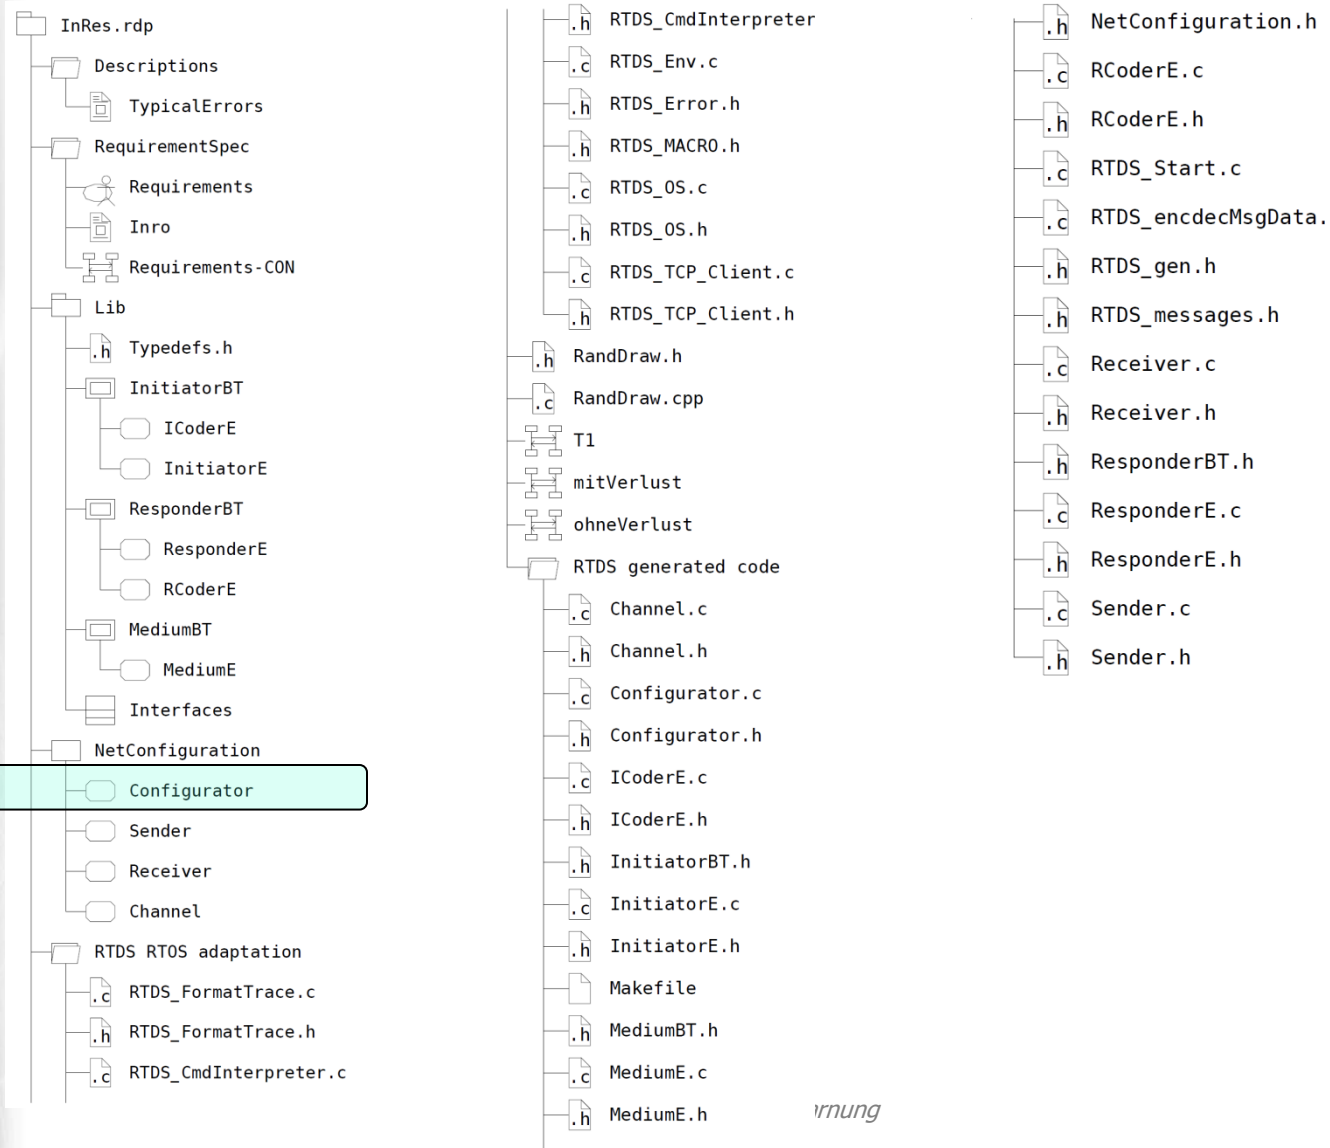 InRes.rdp
Descriptions
TypicalErrors
RequirementSpec
Requirements
Inro
Requirements-CON
Lib
.h Typedefs.h
InitiatorBT
ICoderE
InitiatorE
ResponderBT
ResponderE
RCoderE
MediumBT
MediumE
Interfaces
NetConfiguration
Configurator
Sender
Receiver
Channel
RTDS RTOS adaptation
.c RTDS_FormatTrace.c
.h RTDS_FormatTrace.h
.c RTDS_CmdInterpreter.c
.h RTDS_CmdInterpreter
.c RTDS_Env.c
.h RTDS_Error.h
.h RTDS_MACRO.h
.c RTDS_OS.c
.h RTDS_OS.h
.c RTDS_TCP_Client.c
.h RTDS_TCP_Client.h
.h RandDraw.h
.c RandDraw.cpp
T1
mitVerlust
ohneVerlust
RTDS generated code
.c Channel.c
.h Channel.h
.c Configurator.c
.h Configurator.h
.c ICoderE.c
.h ICoderE.h
.h InitiatorBT.h
.c InitiatorE.c
.h InitiatorE.h
Makefile
.h MediumBT.h
.c MediumE.c
.h MediumE.h
.h NetConfiguration.h
.c RCoderE.c
.h RCoderE.h
.c RTDS_Start.c
.c RTDS_encdecMsgData.
.h RTDS_gen.h
.h RTDS_messages.h
.c Receiver.c
.h Receiver.h
.h ResponderBT.h
.c ResponderE.c
.h ResponderE.h
.c Sender.c
.h Sender.h